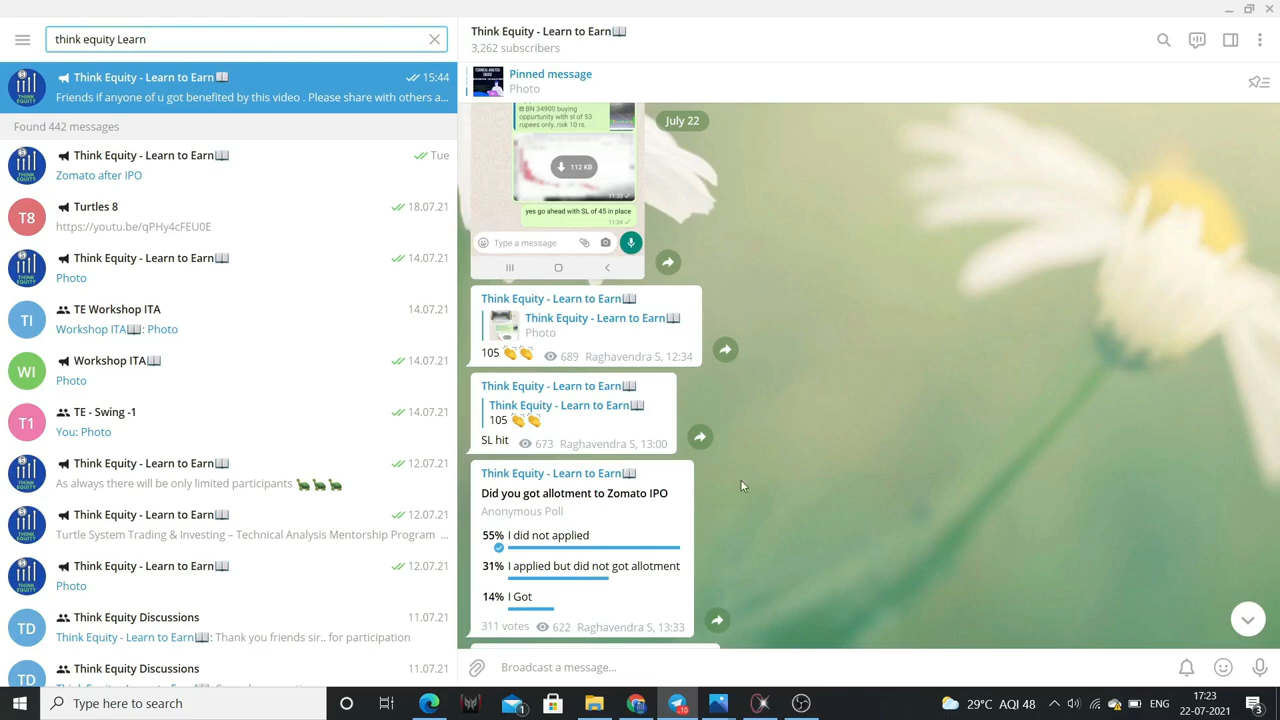 think equity Learn
Think Equity - Learn to Earn📖
15:44
Friends if anyone of u got benefited by this video . Please share with others a...
Found 442 messages
Think Equity - Learn to Earn📖
Tue
Zomato after IPO
T8
Turtles 8
18.07.21
https://youtu.be/qPHy4cFEU0E
Think Equity - Learn to Earn📖
14.07.21
Photo
TI
TE Workshop ITA
14.07.21
Workshop ITA📖: Photo
WI
Workshop ITA📖
14.07.21
Photo
T1
TE - Swing -1
14.07.21
You: Photo
Think Equity - Learn to Earn📖
12.07.21
As always there will be only limited participants 🐢🐢🐢
Think Equity - Learn to Earn📖
12.07.21
Turtle System Trading & Investing – Technical Analysis Mentorship Program ...
Think Equity - Learn to Earn📖
12.07.21
Photo
TD
Think Equity Discussions
11.07.21
Think Equity - Learn to Earn📖: Thank you friends sir.. for participation
TD
Think Equity Discussions
11.07.21
Think Equity - Learn to Earn📖
3,262 subscribers
Pinned message
Photo
July 22
BN 34900 buying
oppurtunity with sl of 53
rupees only..risk 10 rs.
112 KB
11:33
yes go ahead with SL of 45 in place
11:34
Type a message
Think Equity - Learn to Earn📖
Think Equity - Learn to Earn📖
Photo
105 👏👏 689 Raghavendra S, 12:34
Think Equity - Learn to Earn📖
Think Equity - Learn to Earn📖
105 👏👏
SL hit 673 Raghavendra S, 13:00
Think Equity - Learn to Earn📖
Did you got allotment to Zomato IPO
Anonymous Poll
55% I did not applied
31% I applied but did not got allotment
14% I Got
311 votes 622 Raghavendra S, 13:33
Broadcast a message...
Type here to search
29°C AQI 48
ENG
17:23
22-07-2021